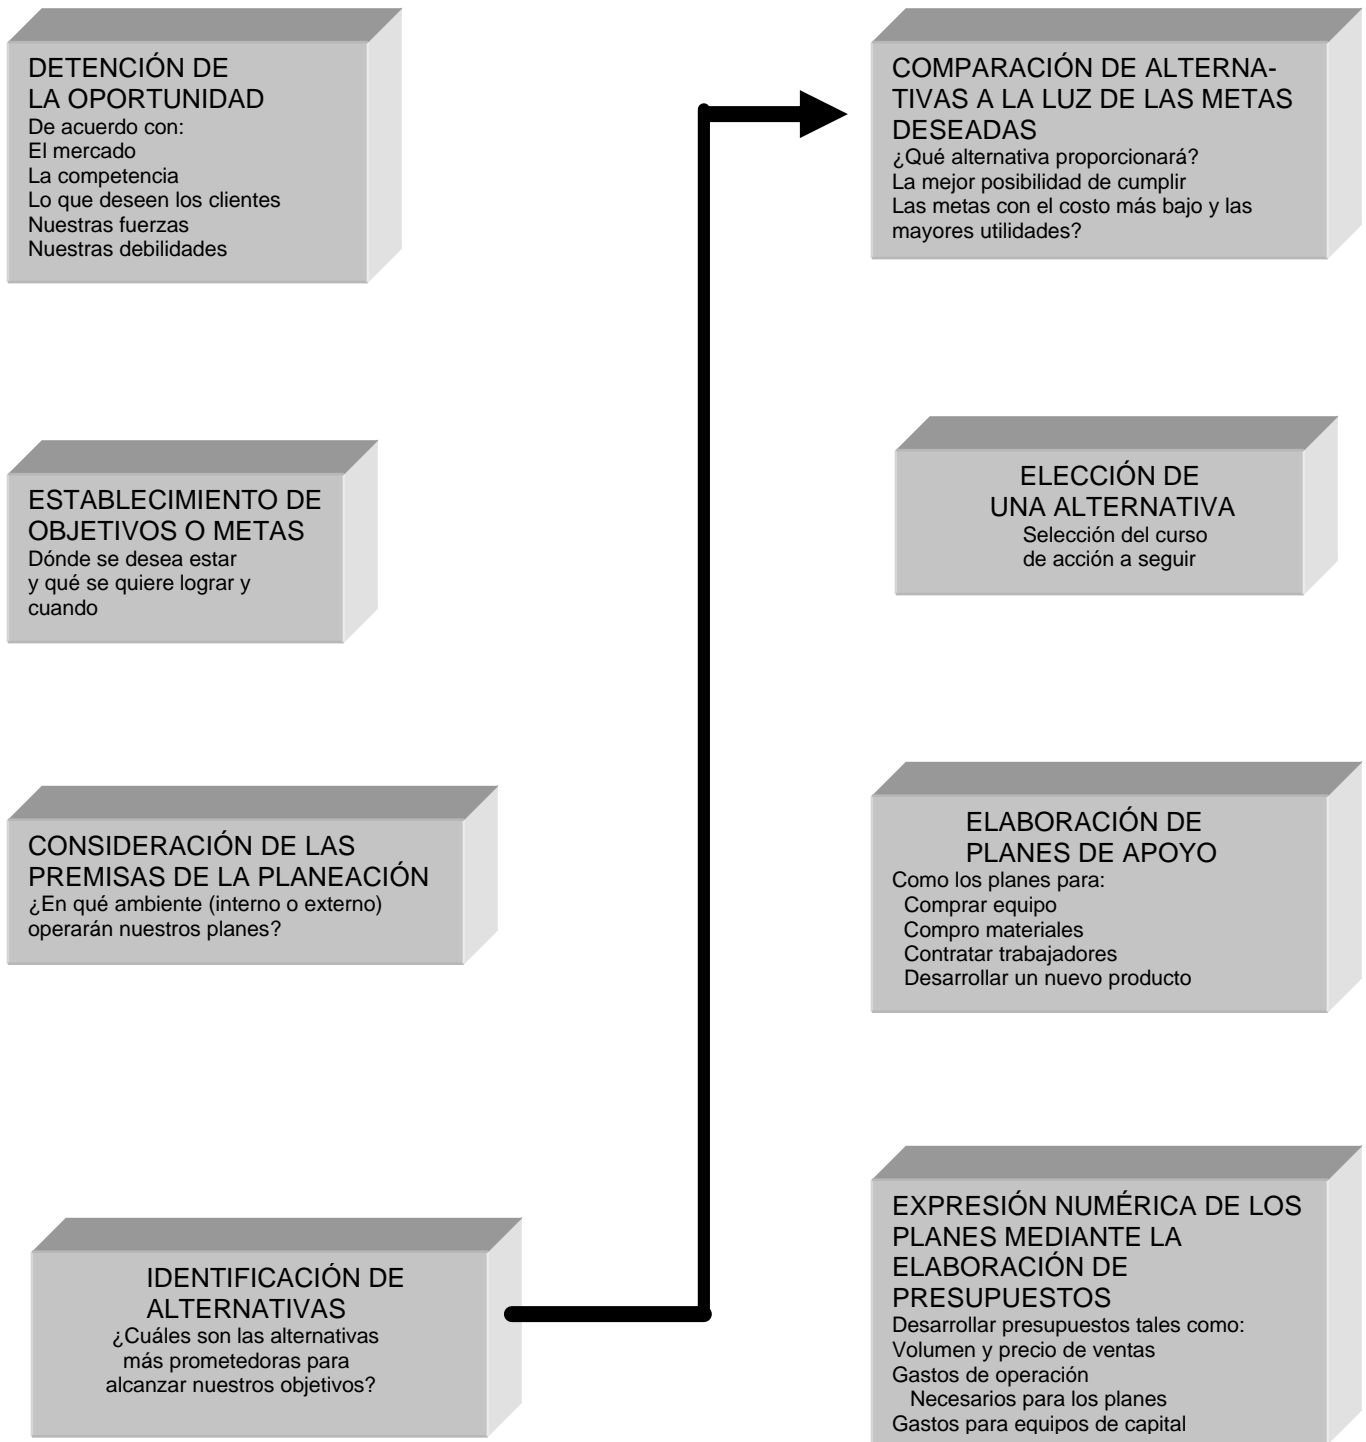 DETENCIÓN DE
LA OPORTUNIDAD
De acuerdo con:
El mercado
La competencia
Lo que deseen los clientes
Nuestras fuerzas
Nuestras debilidades
ESTABLECIMIENTO DE
OBJETIVOS O METAS
Dónde se desea estar
y qué se quiere lograr y
cuando
CONSIDERACIÓN DE LAS
PREMISAS DE LA PLANEACIÓN
¿En qué ambiente (interno o externo)
operarán nuestros planes?
IDENTIFICACIÓN DE
ALTERNATIVAS
¿Cuáles son las alternativas
más prometedoras para
alcanzar nuestros objetivos?
COMPARACIÓN DE ALTERNA-
TIVAS A LA LUZ DE LAS METAS
DESEADAS
¿Qué alternativa proporcionará?
La mejor posibilidad de cumplir
Las metas con el costo más bajo y las
mayores utilidades?
ELECCIÓN DE
UNA ALTERNATIVA
Selección del curso
de acción a seguir
ELABORACIÓN DE
PLANES DE APOYO
Como los planes para:
Comprar equipo
Compro materiales
Contratar trabajadores
Desarrollar un nuevo producto
EXPRESIÓN NUMÉRICA DE LOS
PLANES MEDIANTE LA
ELABORACIÓN DE
PRESUPUESTOS
Desarrollar presupuestos tales como:
Volumen y precio de ventas
Gastos de operación
Necesarios para los planes
Gastos para equipos de capital